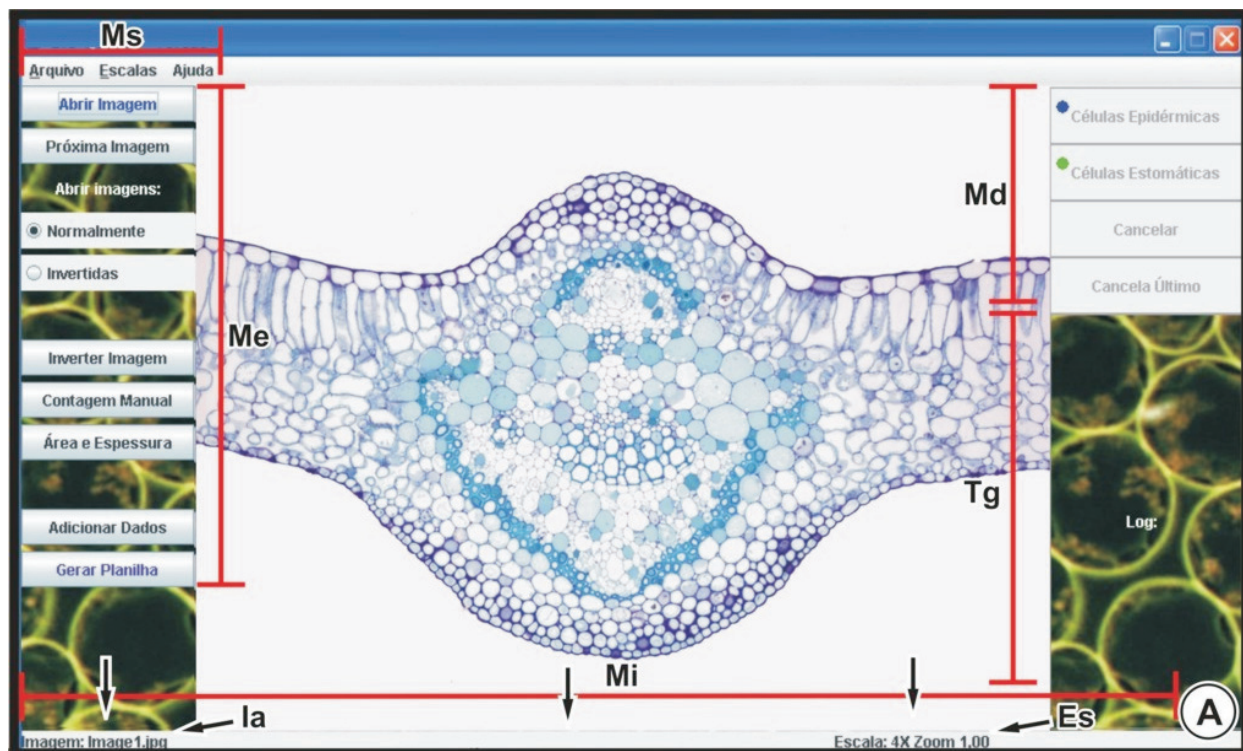 Ms
Arquivo Escalas Ajuda
Abrir Imagem
Próxima Imagem
Abrir imagens:
Normalmente
Invertidas
Me
Inverter Imagem
Contagem Manual
Área e Espessura
Adicionar Dados
Gerar Planilha
Md
Células Epidérmicas
Células Estomáticas
Cancelar
Cancela Último
Tg
Log:
Mi
A
Ia
Es
Imagem: Image1.jpg
Escala: 4X Zoom 1,00